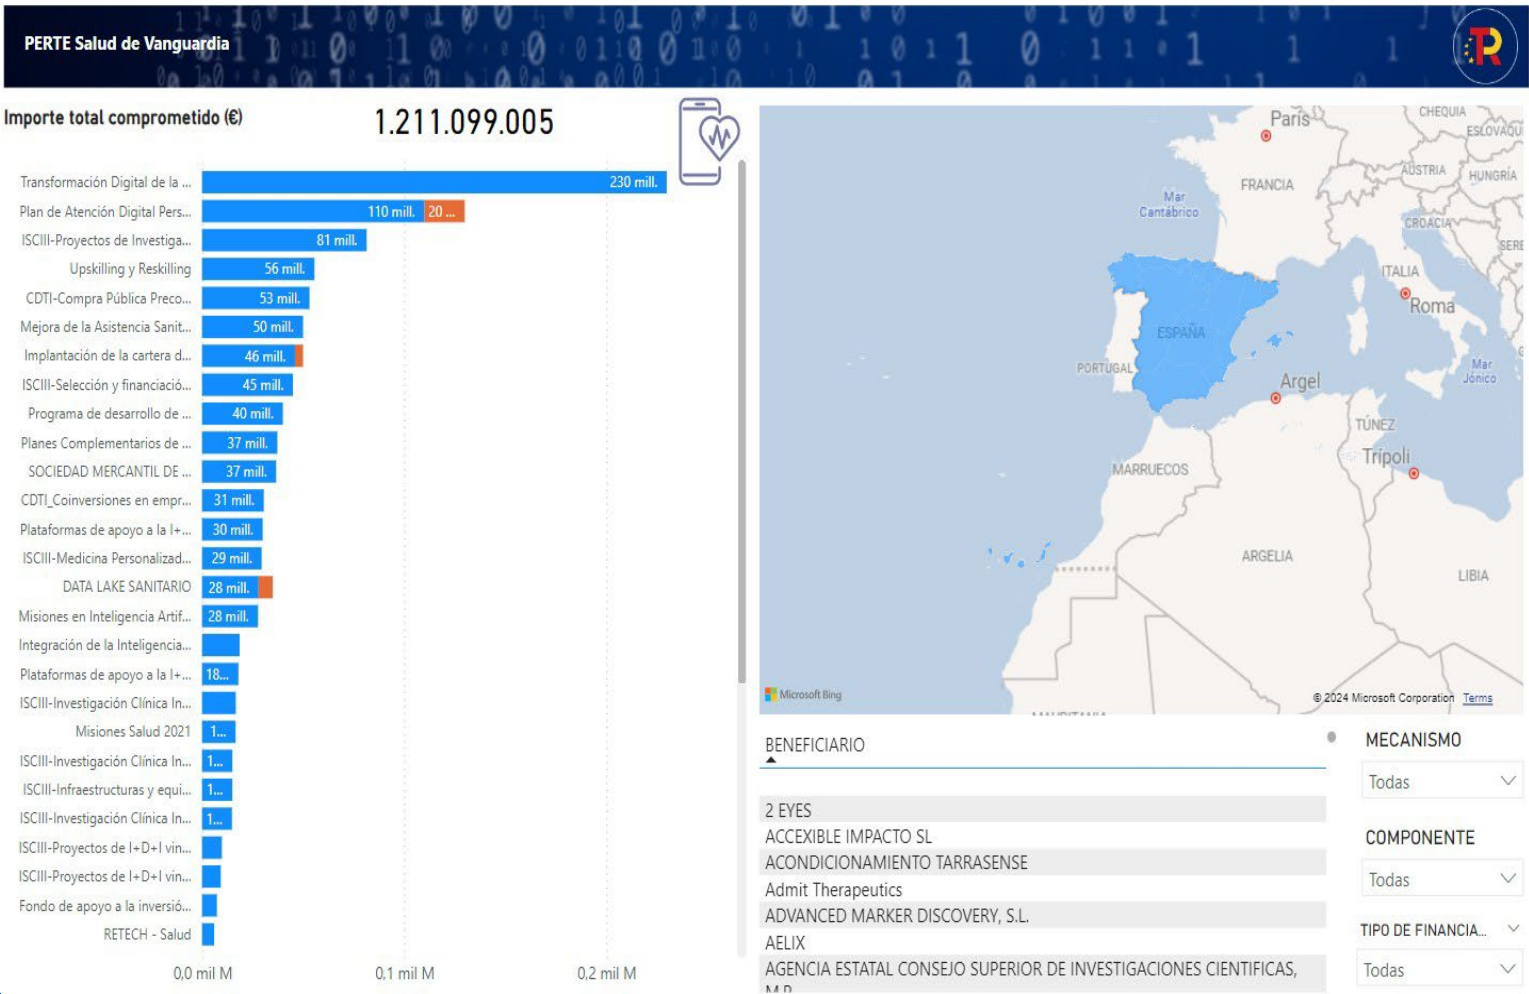 PERTE Salud de Vanguardia
Importe total comprometido (€)
1.211.099.005
Transformación Digital de la ...
230 mill.
Plan de Atención Digital Pers...
110 mill.
20 ...
ISCIII-Proyectos de Investiga...
81 mill.
Upskilling y Reskilling
56 mill.
CDTI-Compra Pública Preco...
53 mill.
Mejora de la Asistencia Sanit...
50 mill.
Implantación de la cartera d...
46 mill.
ISCIII-Selección y financiació...
45 mill.
Programa de desarrollo de ...
40 mill.
Planes Complementarios de ...
37 mill.
SOCIEDAD MERCANTIL DE ...
37 mill.
CDTI_Coinversiones en empr...
31 mill.
Plataformas de apoyo a la I+...
30 mill.
ISCIII-Medicina Personalizad...
29 mill.
DATA LAKE SANITARIO
28 mill.
Misiones en Inteligencia Artif...
28 mill.
Integración de la Inteligencia...
Plataformas de apoyo a la I+...
18...
ISCIII-Investigación Clínica In...
Misiones Salud 2021
1...
ISCIII-Investigación Clínica In...
1...
ISCIII-Infraestructuras y equi...
1...
ISCIII-Investigación Clínica In...
1...
ISCIII-Proyectos de I+D+I vin...
ISCIII-Proyectos de I+D+I vin...
Fondo de apoyo a la inversió...
RETECH - Salud
0,0 mil M
0,1 mil M
0,2 mil M
París
CHEQUIA
ESLOVAQU
AUSTRIA
HUNGRÍA
FRANCIA
Mar
Cantábrico
CROACIA
SERB
ITALIA
Roma
ESPAÑA
PORTUGAL
Mar
Jónico
Argel
TÚNEZ
Trípoli
MARRUECOS
ARGELIA
LIBIA
Microsoft Bing
© 2024 Microsoft Corporation Terms
MAURITANIA
BENEFICIARIO
2 EYES
ACCEXIBLE IMPACTO SL
ACONDICIONAMIENTO TARRASENSE
Admit Therapeutics
ADVANCED MARKER DISCOVERY, S.L.
AELIX
AGENCIA ESTATAL CONSEJO SUPERIOR DE INVESTIGACIONES CIENTIFICAS,
M.P.
MECANISMO
Todas
COMPONENTE
Todas
TIPO DE FINANCIA...
Todas